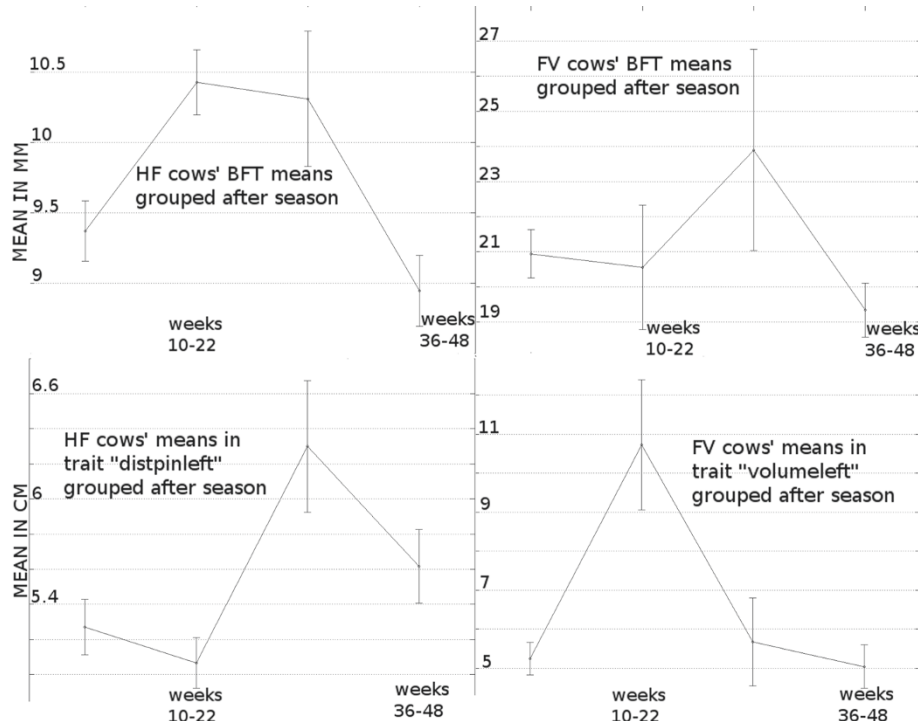 10.5
10
9.5
9
MEAN IN MM
HF cows' BFT means
grouped after season
weeks
10-22
weeks
36-48
27
25
23
21
19
FV cows' BFT means
grouped after season
weeks
10-22
weeks
36-48
6.6
6
5.4
MEAN IN CM
HF cows' means in
trait "distpinleft"
grouped after season
weeks
10-22
weeks
36-48
11
9
7
5
FV cows' means in
trait "volumeleft"
grouped after season
weeks
10-22
weeks
36-48